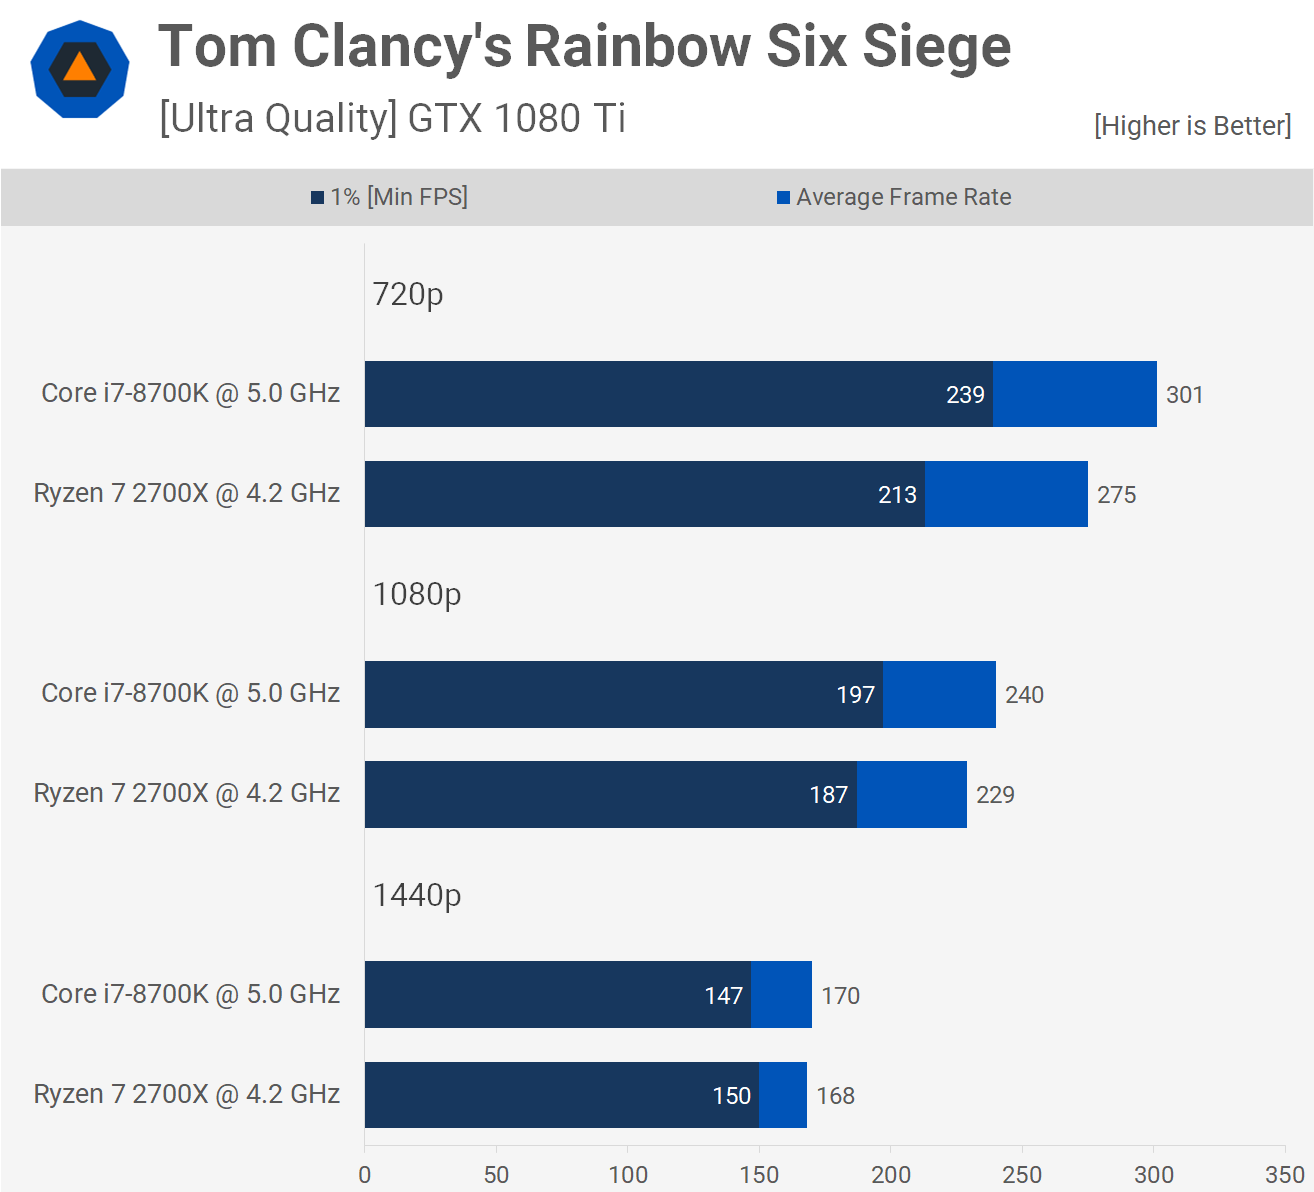 Tom Clancy's Rainbow Six Siege
[Ultra Quality] GTX 1080 Ti
[Higher is Better]
1% [Min FPS] Average Frame Rate
720p
Core i7-8700K @ 5.0 GHz 239 301
Ryzen 7 2700X @ 4.2 GHz 213 275
1080p
Core i7-8700K @ 5.0 GHz 197 240
Ryzen 7 2700X @ 4.2 GHz 187 229
1440p
Core i7-8700K @ 5.0 GHz 147 170
Ryzen 7 2700X @ 4.2 GHz 150 168
0 50 100 150 200 250 300 350